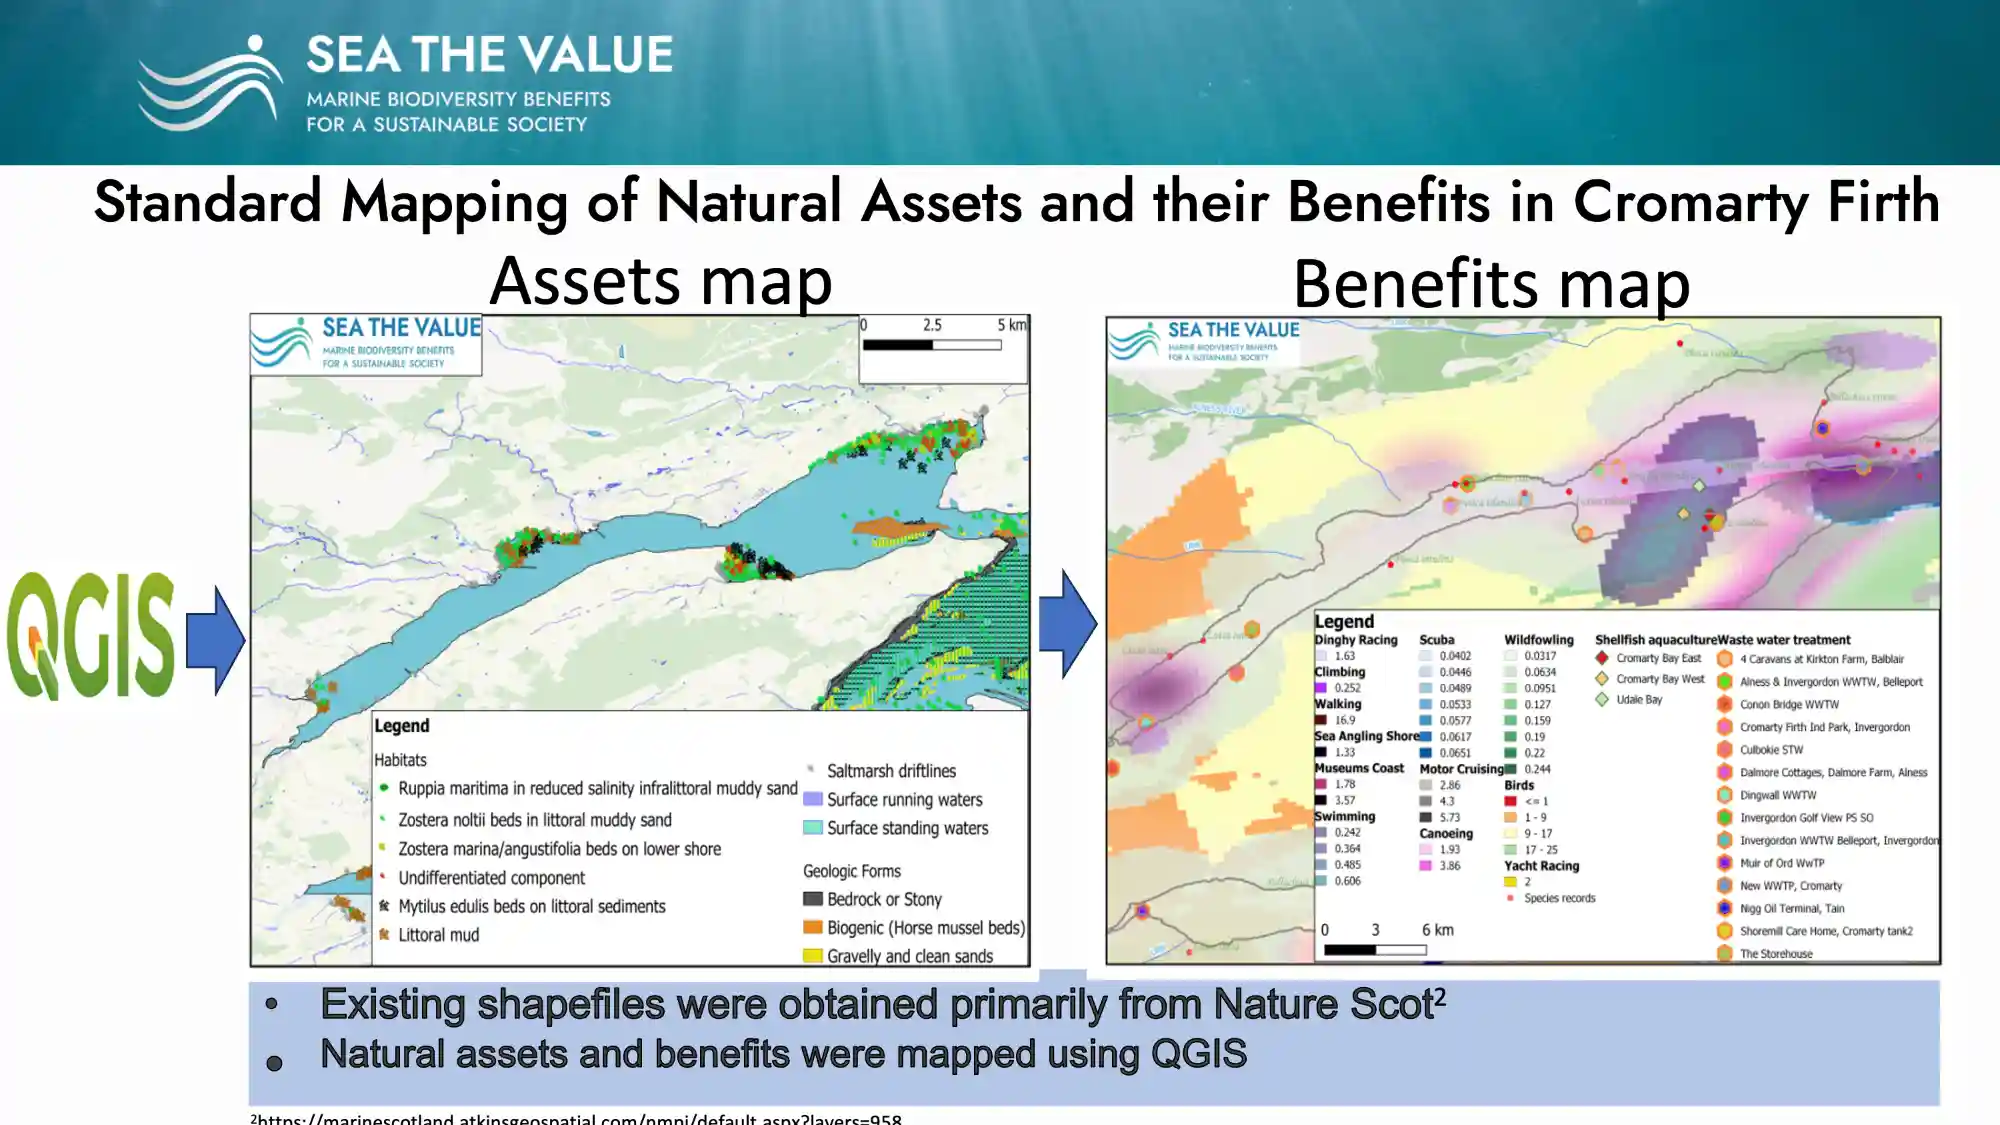 SEA THE VALUE
MARINE BIODIVERSITY BENEFITS
FOR A SUSTAINABLE SOCIETY
Standard Mapping of Natural Assets and their Benefits in Cromarty Firth
Assets map
Benefits map
QGIS
SEA THE VALUE
MARINE BIODIVERSITY BENEFITS
FOR A SUSTAINABLE SOCIETY
0 2.5 5 km
Legend
Habitats
Ruppia maritima in reduced salinity infralittoral muddy sand
Zostera noltii beds in littoral muddy sand
Zostera marina/angustifolia beds on lower shore
Undifferentiated component
Mytilus edulis beds on littoral sediments
Littoral mud
Saltmarsh driftlines
Surface running waters
Surface standing waters
Geologic Forms
Bedrock or Stony
Biogenic (Horse mussel beds)
Gravelly and clean sands
SEA THE VALUE
MARINE BIODIVERSITY BENEFITS
FOR A SUSTAINABLE SOCIETY
Legend
Dinghy Racing
1.63
Climbing
0.252
Walking
16.9
Sea Angling Shore
1.33
Museums Coast
1.78
3.57
Swimming
0.242
0.364
0.485
0.606
Scuba
0.0402
0.0446
0.0489
0.0533
0.0577
0.0617
0.0651
Motor Cruising
2.86
4.3
5.73
Canoeing
1.93
3.86
Wildfowling
0.0317
0.0634
0.0951
0.127
0.159
0.19
0.22
0.244
Birds
<= 1
1 - 9
9 - 17
17 - 25
Yacht Racing
2
Species records
Shellfish aquaculture
Cromarty Bay East
Cromarty Bay West
Udale Bay
Waste water treatment
4 Caravans at Kirkton Farm, Balblair
Alness & Invergordon WWTW, Belleport
Conon Bridge WWTW
Cromarty Firth Ind Park, Invergordon
Culbokie STW
Dalmore Cottages, Dalmore Farm, Alness
Dingwall WWTW
Invergordon Golf View PS SO
Invergordon WWTW Belleport, Invergordon
Muir of Ord WwTP
New WWTP, Cromarty
Nigg Oil Terminal, Tain
Shoremill Care Home, Cromarty tank2
The Storehouse
0 3 6 km
• Existing shapefiles were obtained primarily from Nature Scot²
• Natural assets and benefits were mapped using QGIS
²https://marinescotland.atkinsgeospatial.com/nmpi/default.aspx?layers=958